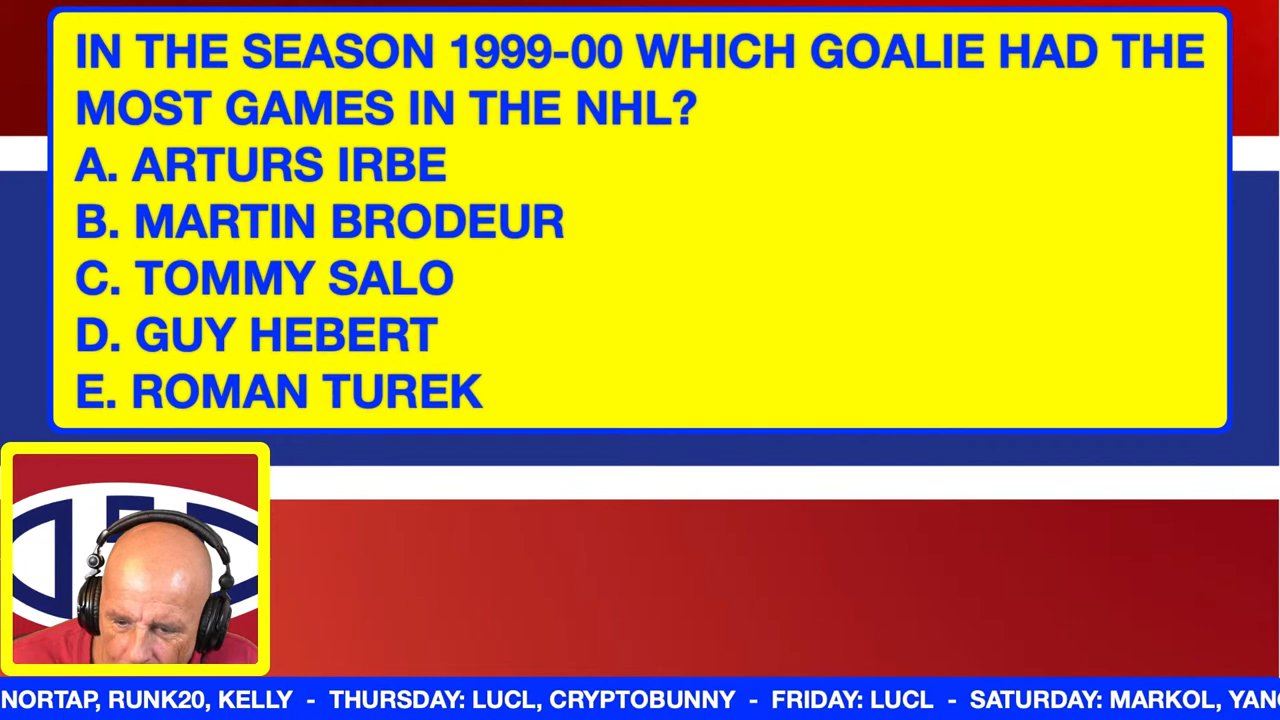 IN THE SEASON 1999-00 WHICH GOALIE HAD THE
MOST GAMES IN THE NHL?
A. ARTURS IRBE
B. MARTIN BRODEUR
C. TOMMY SALO
D. GUY HEBERT
E. ROMAN TUREK
NORTAP, RUNK20, KELLY - THURSDAY: LUCL, CRYPTOBUNNY - FRIDAY: LUCL - SATURDAY: MARKOL, YAN